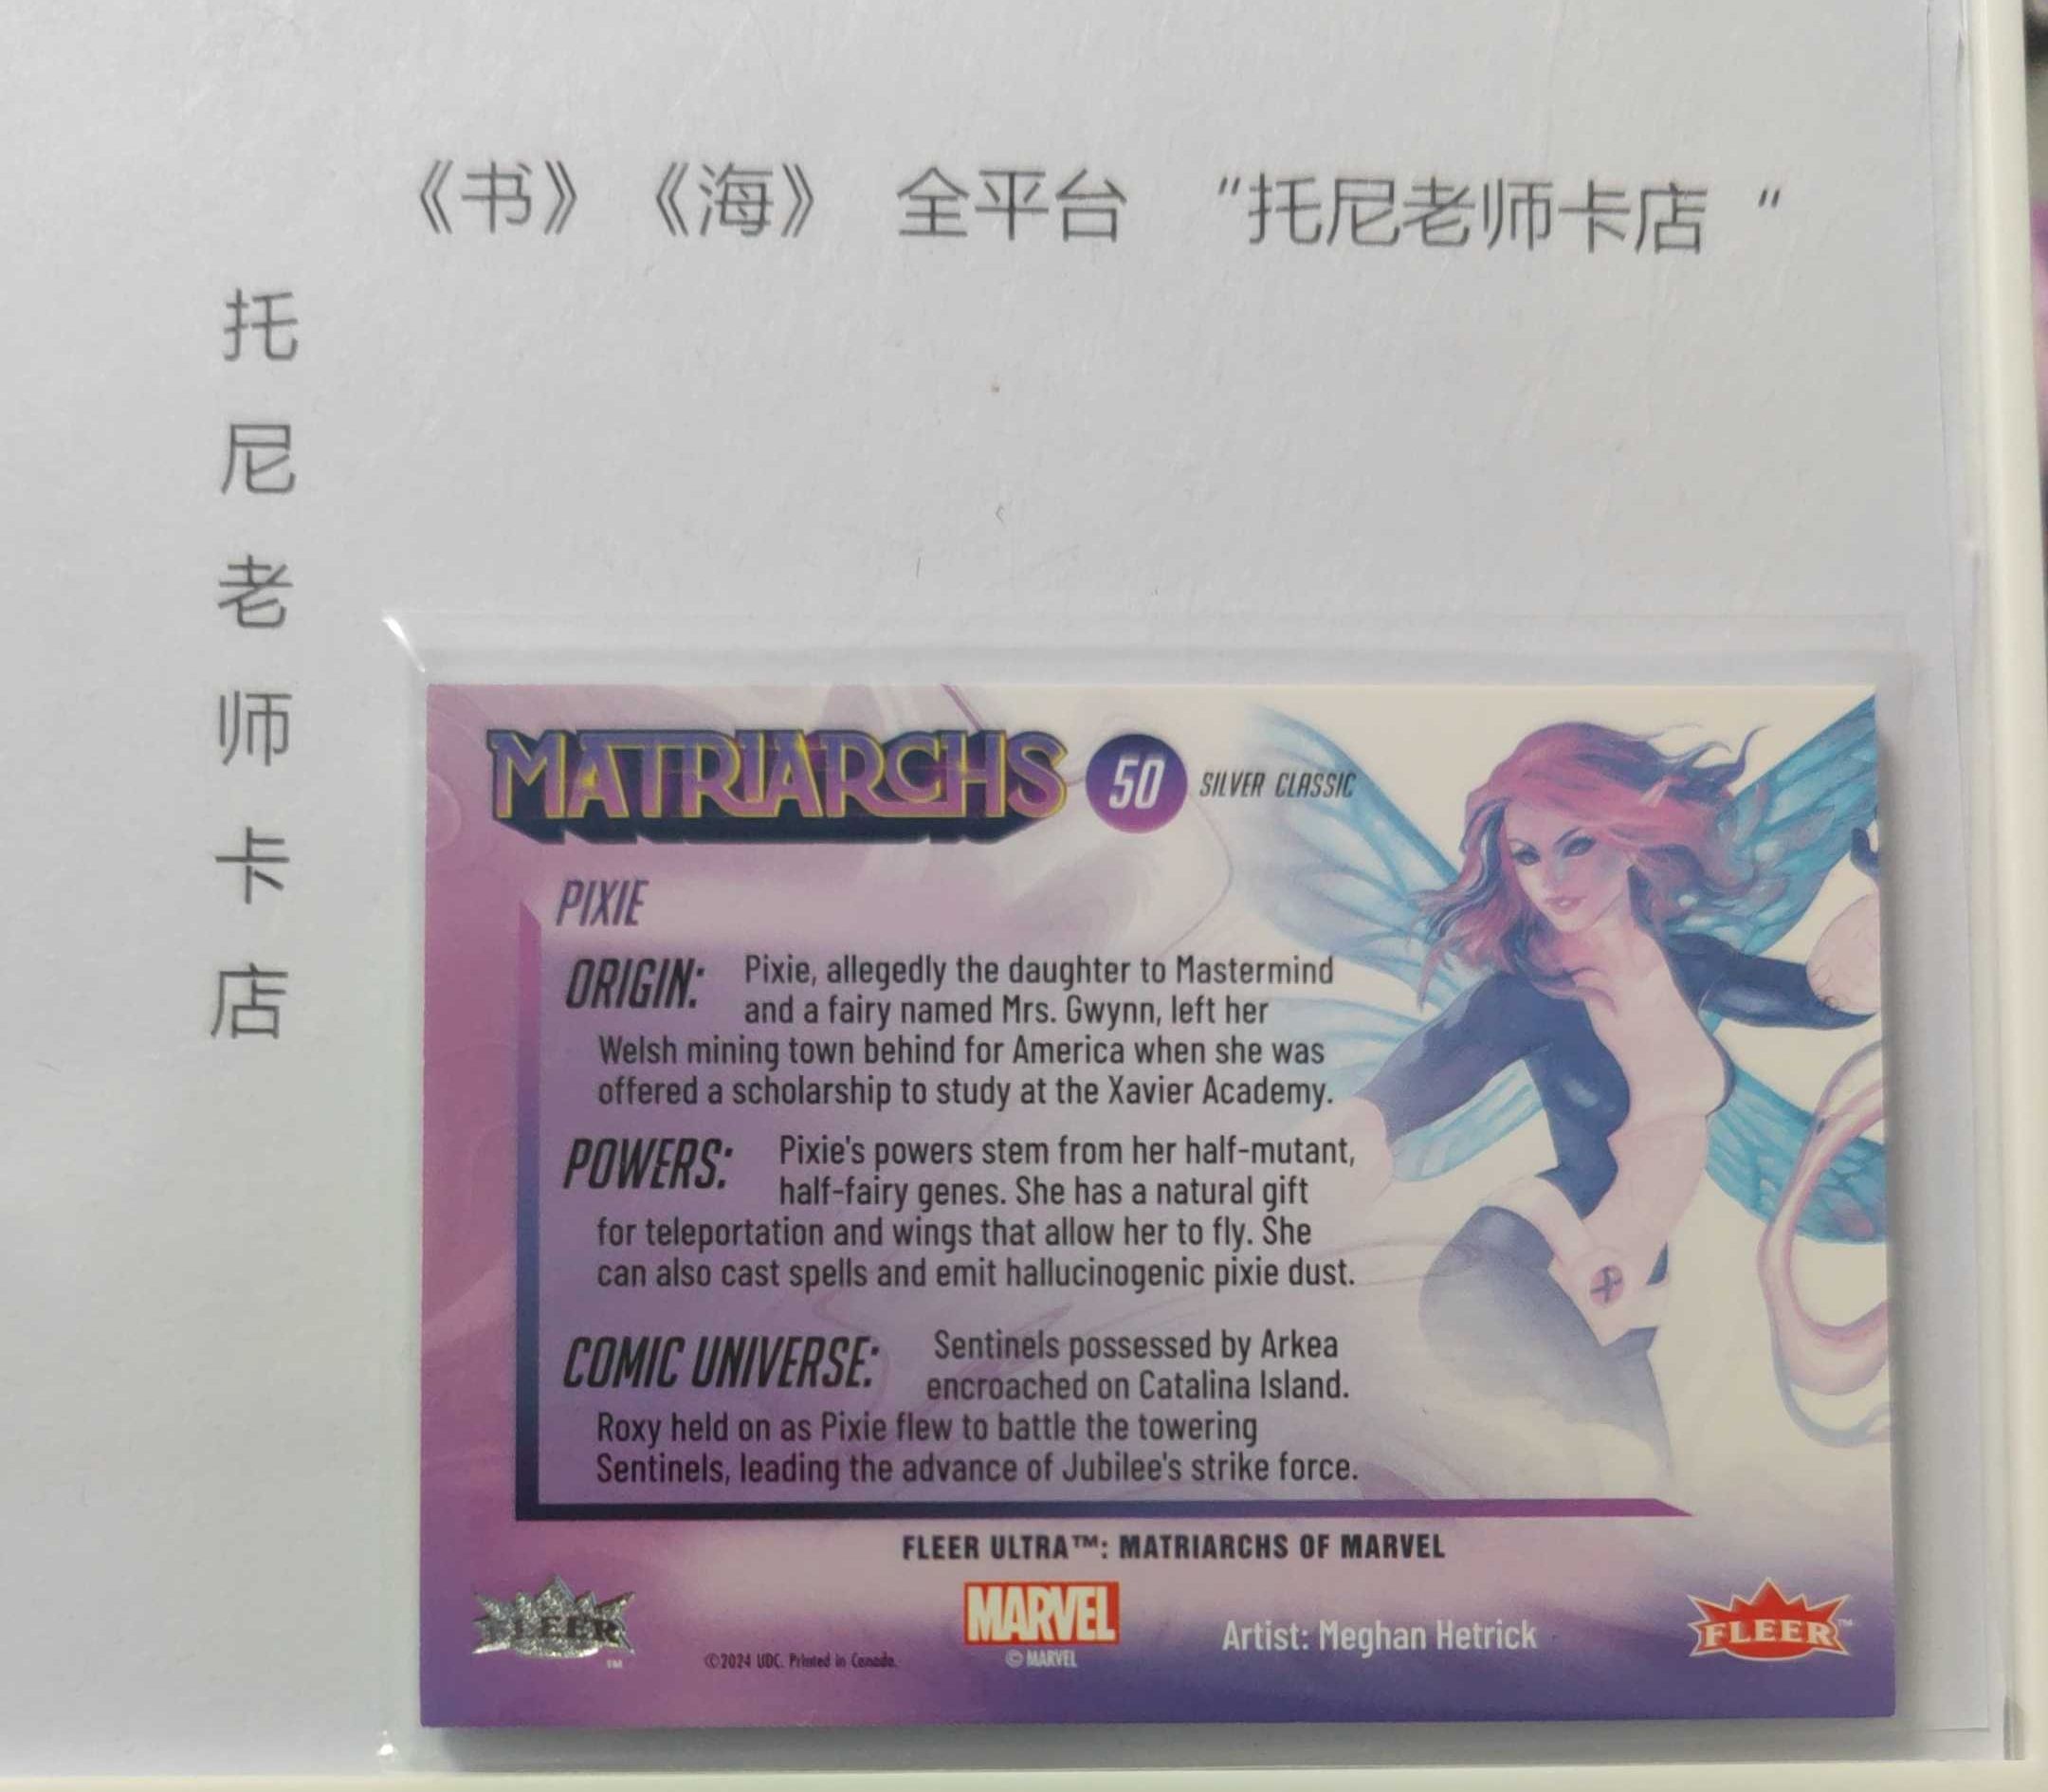 《书》《海》 全平台 “托尼老师卡店 “
托
尼
老
师
卡
店
MATRIARCHS 50 SILVER CLASSIC
PIXIE
ORIGIN: Pixie, allegedly the daughter to Mastermind
and a fairy named Mrs. Gwynn, left her
Welsh mining town behind for America when she was
offered a scholarship to study at the Xavier Academy.
POWERS: Pixie's powers stem from her half-mutant,
half-fairy genes. She has a natural gift
for teleportation and wings that allow her to fly. She
can also cast spells and emit hallucinogenic pixie dust.
COMIC UNIVERSE: Sentinels possessed by Arkea
encroached on Catalina Island.
Roxy held on as Pixie flew to battle the towering
Sentinels, leading the advance of Jubilee's strike force.
FLEER ULTRA™: MATRIARCHS OF MARVEL
FLEER™
©2024 UDC. Printed in Canada.
MARVEL
© MARVEL
Artist: Meghan Hetrick
FLEER™